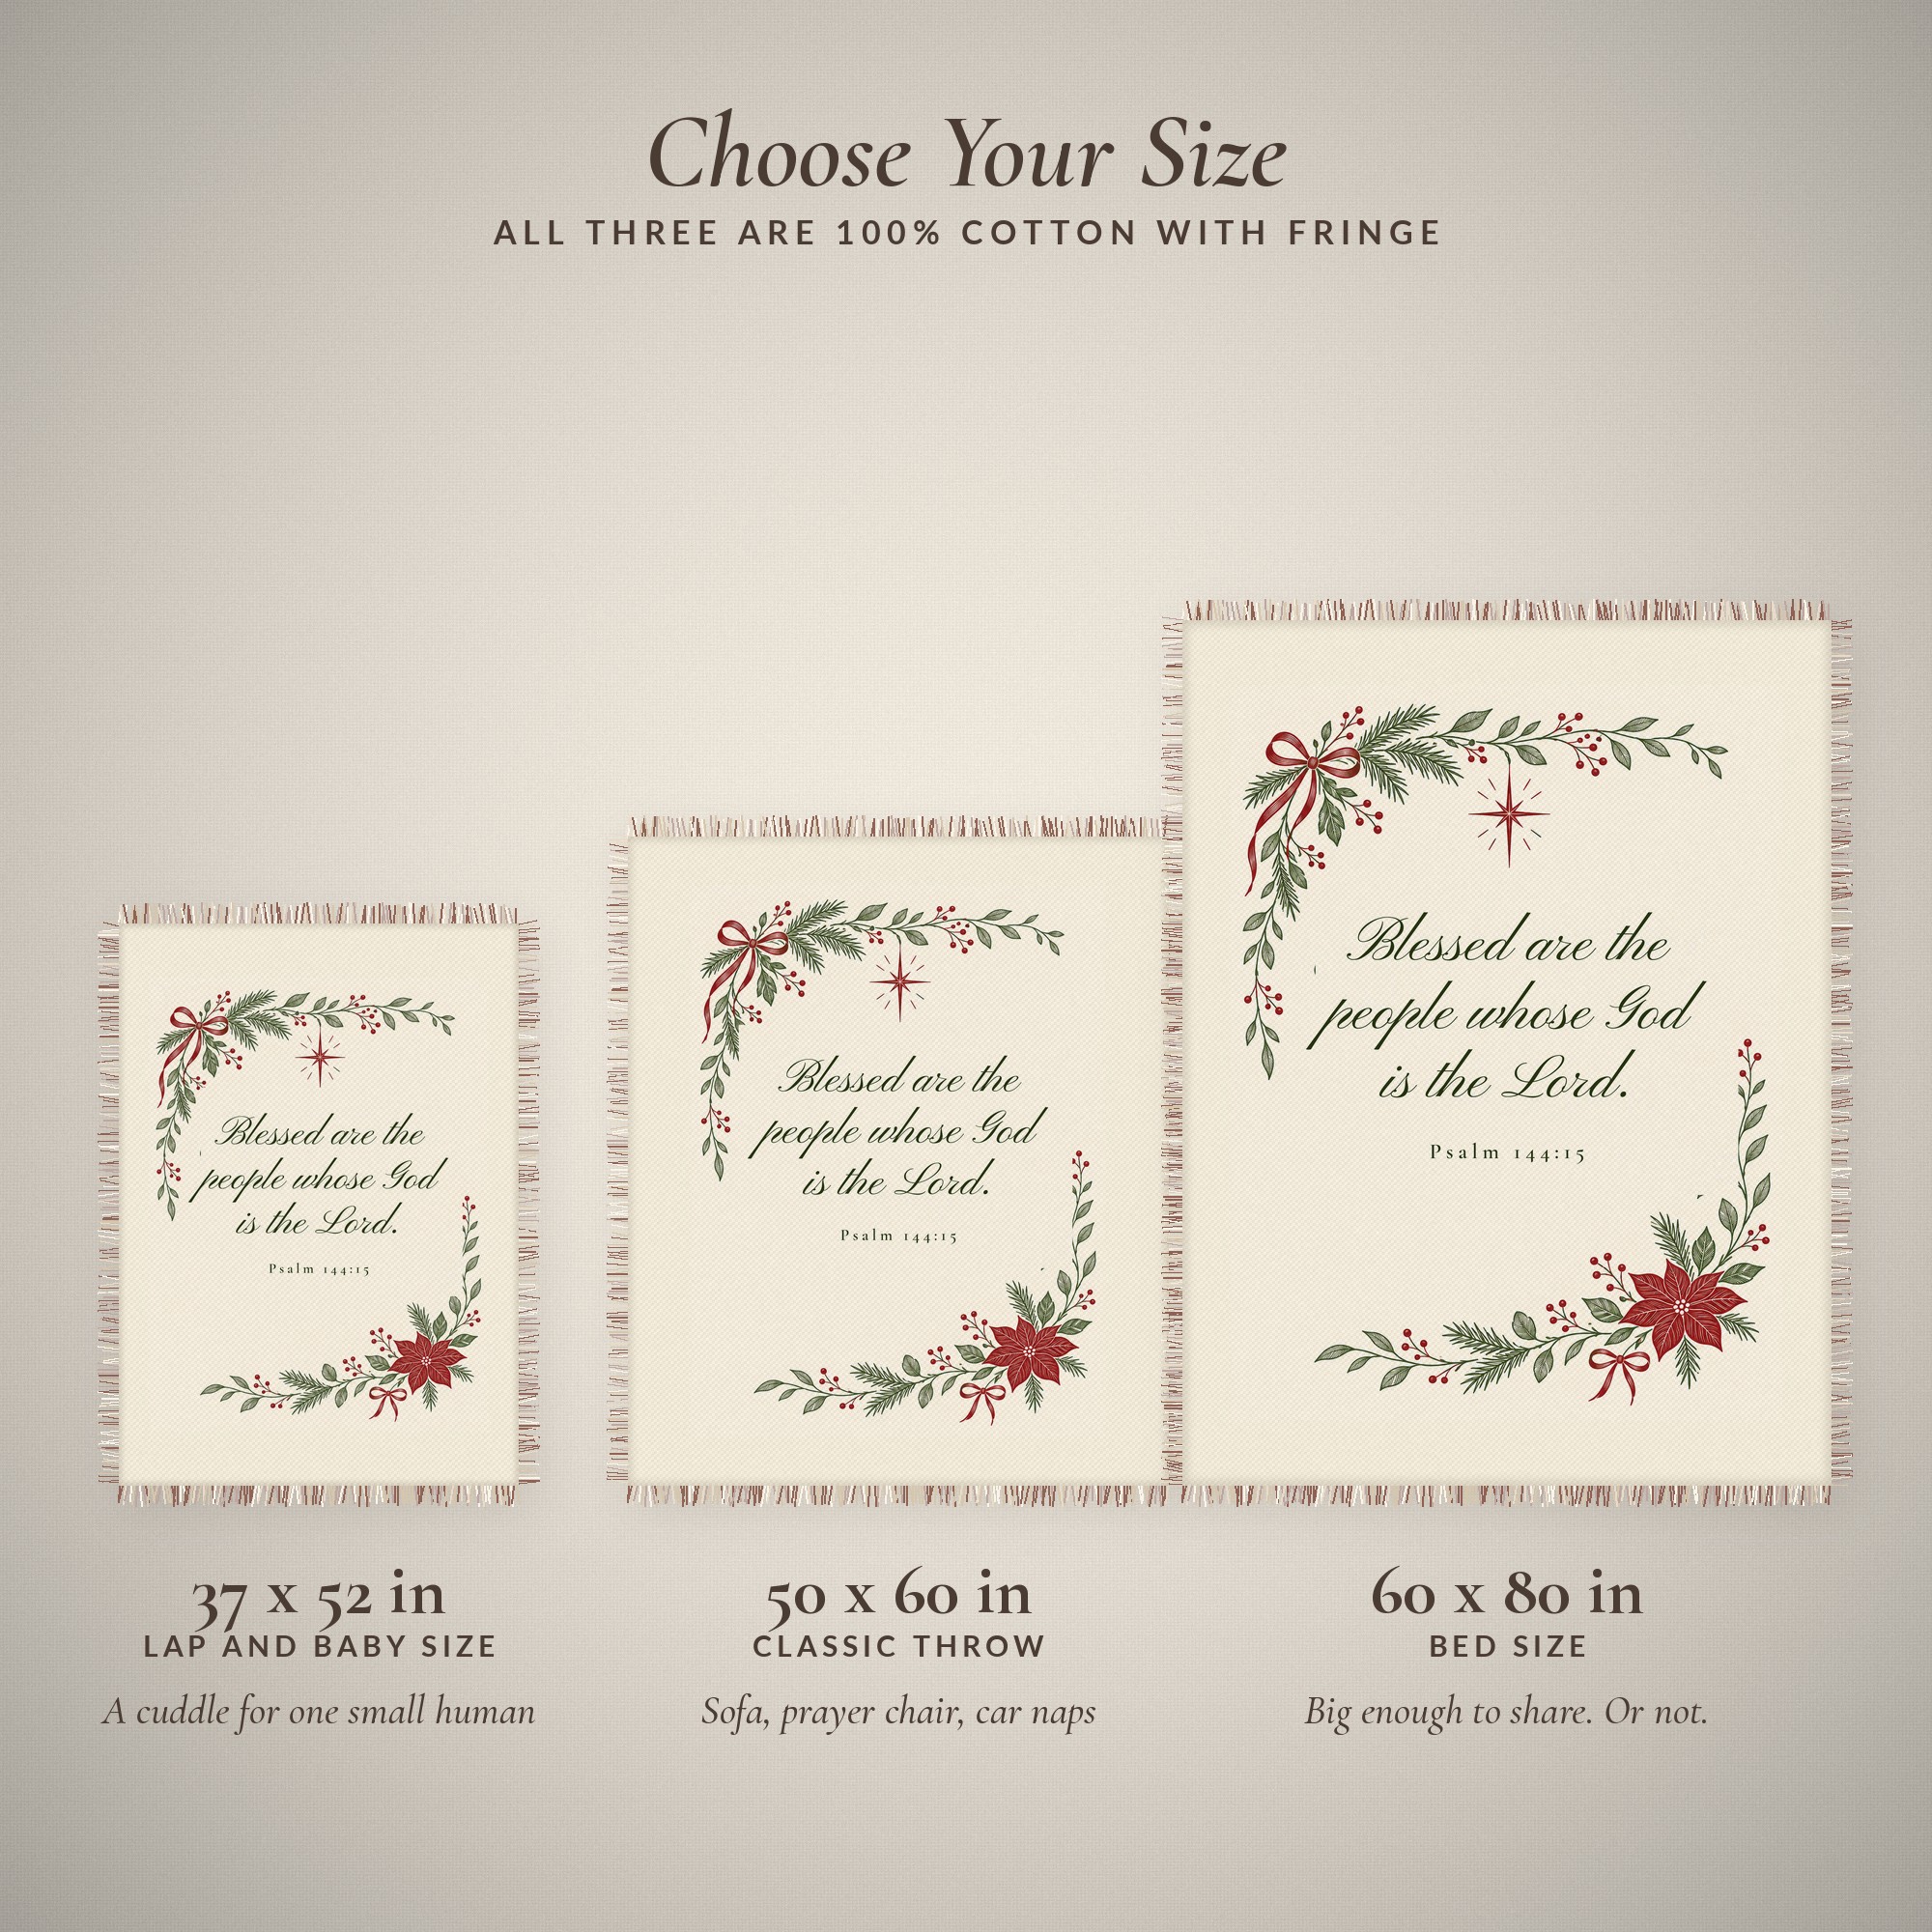 Choose Your Size
ALL THREE ARE 100% COTTON WITH FRINGE
Blessed are the
people whose God
is the Lord.
Psalm 144:15
Blessed are the
people whose God
is the Lord.
Psalm 144:15
Blessed are the
people whose God
is the Lord.
Psalm 144:15
37 x 52 in
LAP AND BABY SIZE
A cuddle for one small human
50 x 60 in
CLASSIC THROW
Sofa, prayer chair, car naps
60 x 80 in
BED SIZE
Big enough to share. Or not.